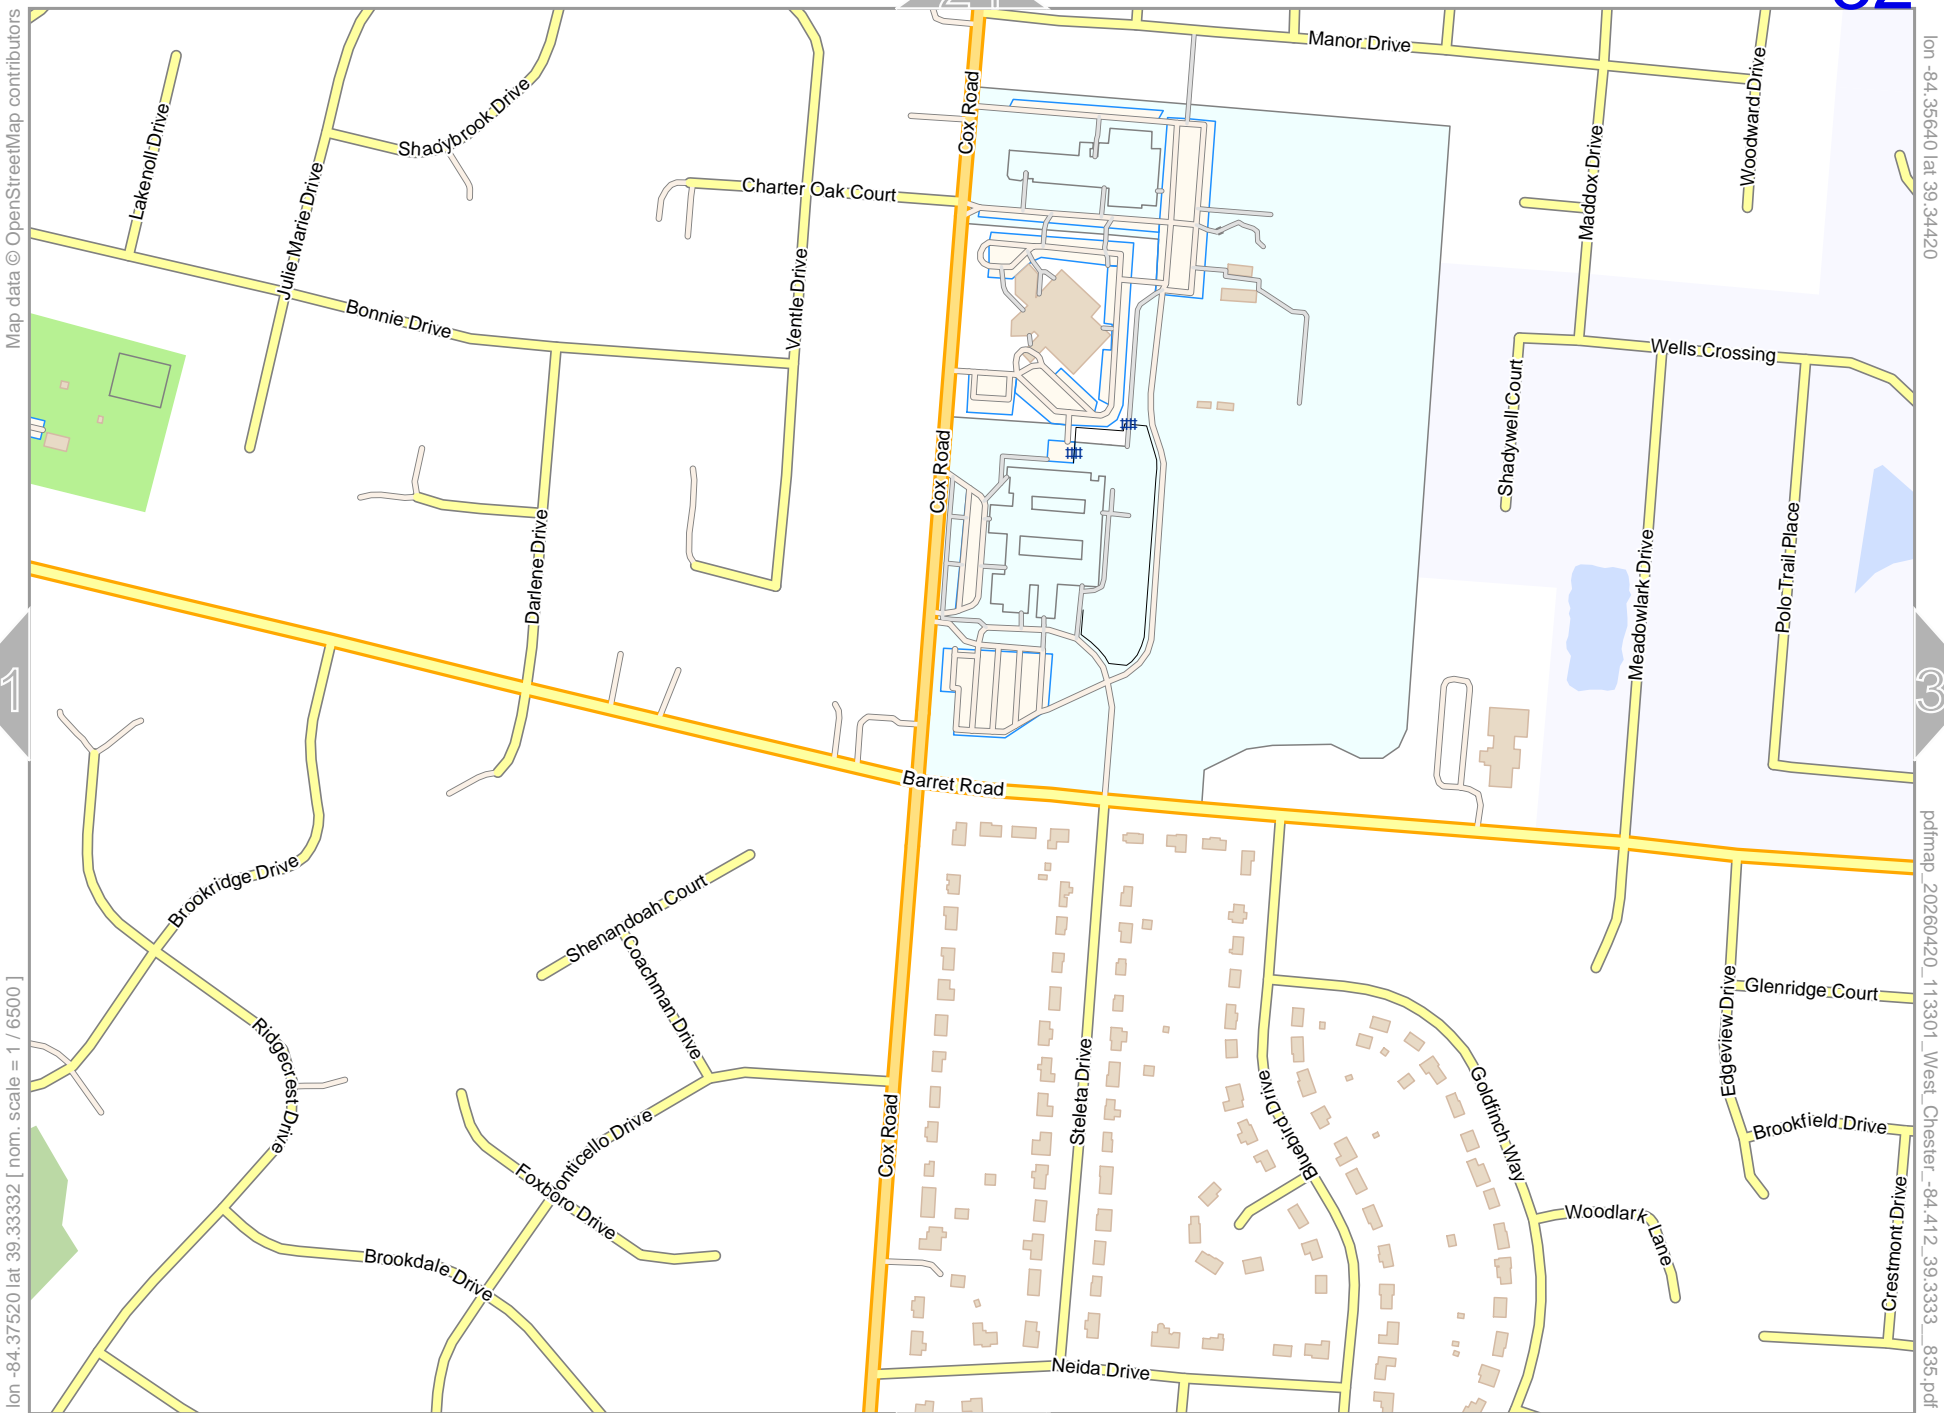 Map data © OpenStreetMap contributors
lon -84.35640 lat 39.34420
Manor Drive
Cox Road
Woodward Drive
Shadybrook Drive
Lakenoll Drive
Maddox Drive
Charter Oak Court
Julie Marie Drive
Ventle Drive
Bonnie Drive
Wells Crossing
Shadywell Court
Cox Road
Darlene Drive
Polo Trail Place
Meadowlark Drive
1
3
Barret Road
Brookridge Drive
Shenandoah Court
Coachman Drive
Glenridge Court
Edgeview Drive
Ridgecrest Drive
Steleta Drive
Bluebird Drive
Goldfinch Way
Cox Road
onticello Drive
Brookfield Drive
Foxboro Drive
Woodlark Lane
Crestmont Drive
Brookdale Drive
Neida Drive
lon -84.37520 lat 39.33332 [ nom. scale = 1 / 6500 ]
pdfmap_20260420_113301_West_Chester_-84.412_39.33333__835.pdf